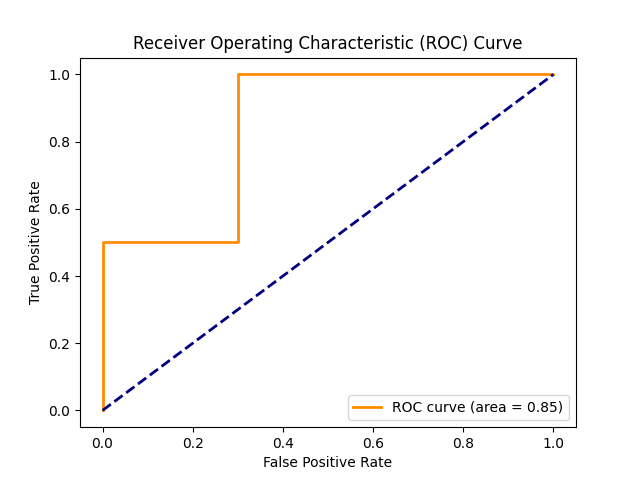 Receiver Operating Characteristic (ROC) Curve
1.0
0.8
0.6
0.4
0.2
0.0
True Positive Rate
ROC curve (area = 0.85)
0.0 0.2 0.4 0.6 0.8 1.0
False Positive Rate